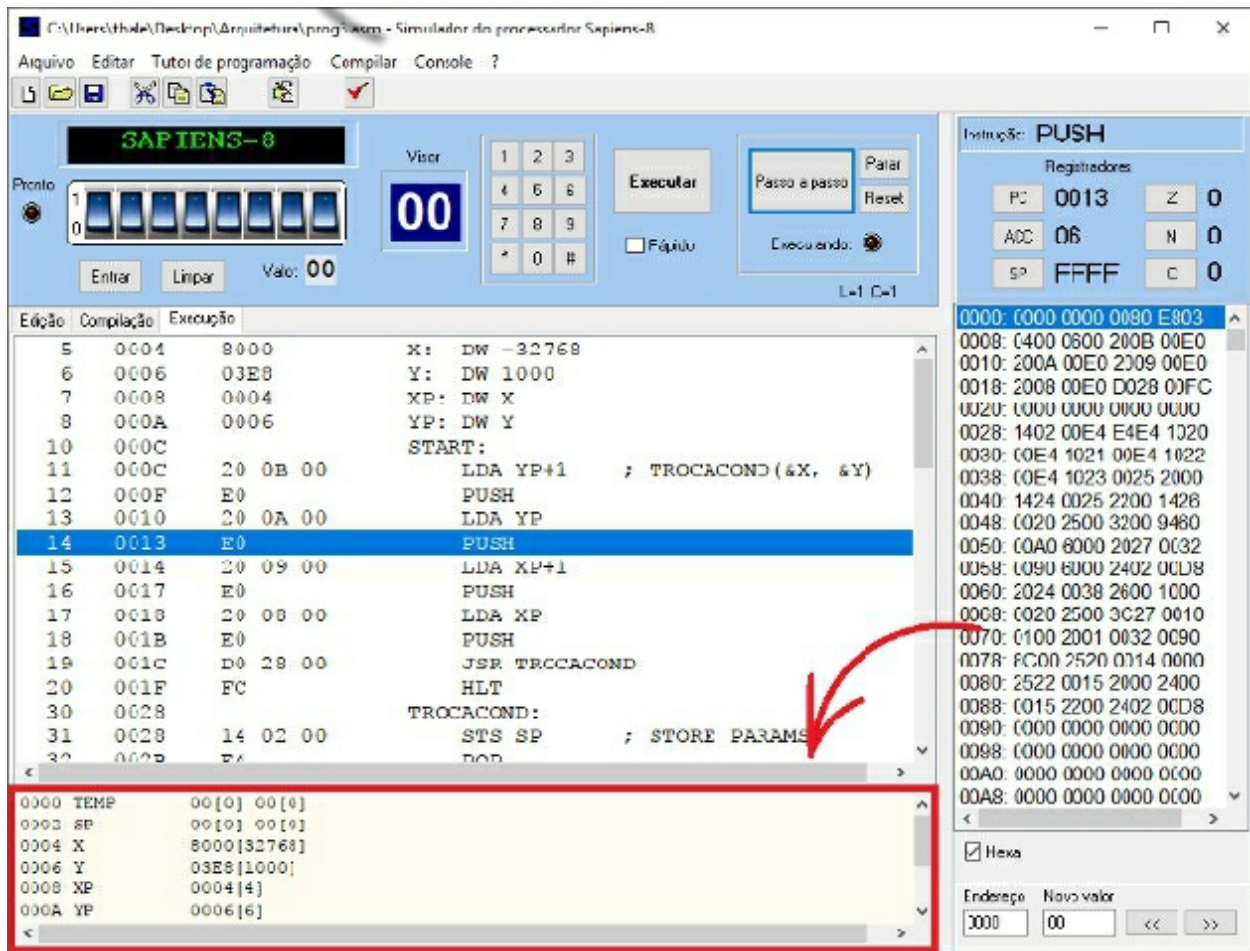 C:\Users\thale\Desktop\Arquitetura\prog3.asm - Simulador do processador Sapiens-8
Arquivo Editar Tutor de programação Compilar Console ?
SAPIENS-8
Pronto
1
0
Entrar Limpar Valor: 00
Visor
00
1 2 3
4 5 6
7 8 9
* 0 #
Executar
Rápido
Passo a passo
Parar
Reset
Executando:
L=1 C=1
Instrução: PUSH
Registradores
PC 0013 Z 0
ACC 06 N 0
SP FFFF C 0
Edição Compilação Execução
5 0004 8000 X: DW -32768
6 0006 03E8 Y: DW 1000
7 0008 0004 XP: DW X
8 000A 0006 YP: DW Y
10 000C START:
11 000C 20 0B 00 LDA YP+1 ; TROCACOND(&X, &Y)
12 000F E0 PUSH
13 0010 20 0A 00 LDA YP
14 0013 E0 PUSH
15 0014 20 09 00 LDA XP+1
16 0017 E0 PUSH
17 0018 20 08 00 LDA XP
18 001B E0 PUSH
19 001C D0 28 00 JSR TROCACOND
20 001F FC HLT
30 0028 TROCACOND:
31 0028 14 02 00 STS SP ; STORE PARAMS
32 002B E4 POP
0000 TEMP 00[0] 00[0]
0002 SP 00[0] 00[0]
0004 X 8000[32768]
0006 Y 03E8[1000]
0008 XP 0004[4]
000A YP 0006[6]
0000: 0000 0000 0080 E803
0008: 0400 0600 200B 00E0
0010: 200A 00E0 2009 00E0
0018: 2008 00E0 D028 00FC
0020: 0000 0000 0000 0000
0028: 1402 00E4 E4E4 1020
0030: 00E4 1021 00E4 1022
0038: 00E4 1023 0025 2000
0040: 1424 0025 2200 1426
0048: 0020 2500 3200 9460
0050: 00A0 6000 2027 0032
0058: 0090 6000 2402 00D8
0060: 2024 0038 2600 1000
0068: 0020 2500 3C27 0010
0070: 0100 2001 0032 0090
0078: 8C00 2520 0014 0000
0080: 2522 0015 2000 2400
0088: 0015 2200 2402 00D8
0090: 0000 0000 0000 0000
0098: 0000 0000 0000 0000
00A0: 0000 0000 0000 0000
00A8: 0000 0000 0000 0000
Hexa
Endereço Novo valor
0000 00 << >>